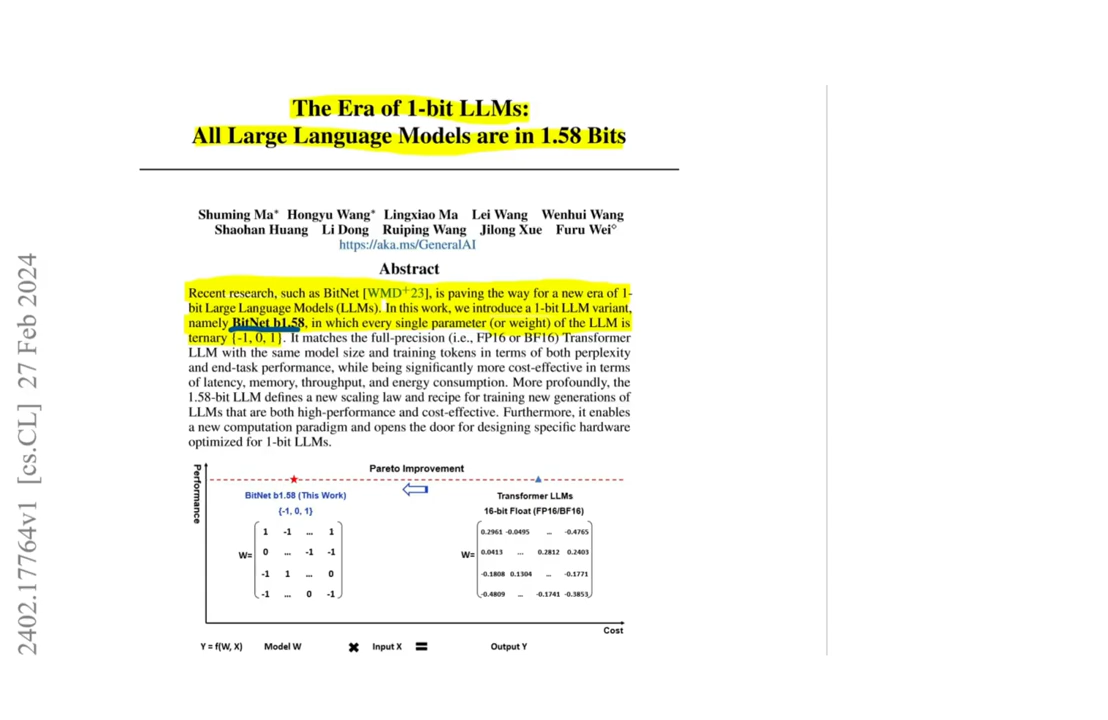 The Era of 1-bit LLMs:
All Large Language Models are in 1.58 Bits
Shuming Ma* Hongyu Wang* Lingxiao Ma Lei Wang Wenhui Wang
Shaohan Huang Li Dong Ruiping Wang Jilong Xue Furu Wei⋄
https://aka.ms/GeneralAI
Abstract
Recent research, such as BitNet [WMD+23], is paving the way for a new era of 1-
bit Large Language Models (LLMs). In this work, we introduce a 1-bit LLM variant,
namely BitNet b1.58, in which every single parameter (or weight) of the LLM is
ternary {-1, 0, 1}. It matches the full-precision (i.e., FP16 or BF16) Transformer
LLM with the same model size and training tokens in terms of both perplexity
and end-task performance, while being significantly more cost-effective in terms
of latency, memory, throughput, and energy consumption. More profoundly, the
1.58-bit LLM defines a new scaling law and recipe for training new generations of
LLMs that are both high-performance and cost-effective. Furthermore, it enables
a new computation paradigm and opens the door for designing specific hardware
optimized for 1-bit LLMs.
2402.17764v1 [cs.CL] 27 Feb 2024
Performance
Pareto Improvement
BitNet b1.58 (This Work)
{-1, 0, 1}
W=
1 -1 ... 1
0 ... -1 -1
-1 1 ... 0
-1 ... 0 -1
Transformer LLMs
16-bit Float (FP16/BF16)
W=
0.2961 -0.0495 ... -0.4765
0.0413 ... 0.2812 0.2403
-0.1808 0.1304 ... -0.1771
-0.4809 ... -0.1741 -0.3853
Cost
Y = f(W, X) Model W ✖ Input X = Output Y